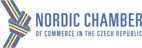 NORDIC CHAMBER
OF COMMERCE IN THE CZECH REPUBLIC